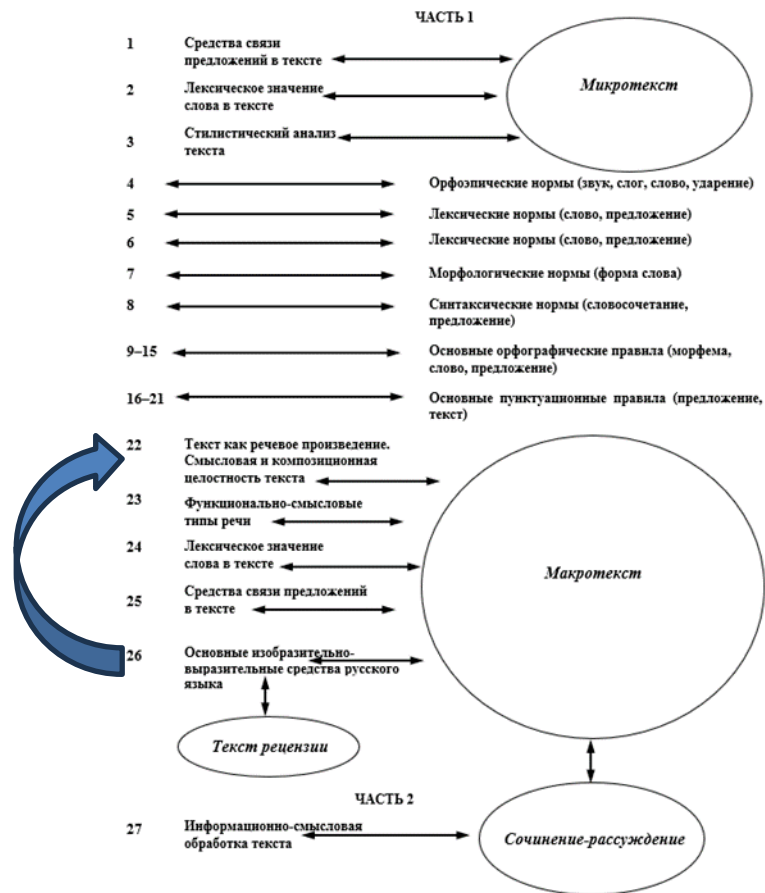 ЧАСТЬ 1
1 Средства связи
предложений в тексте
Микротекст
2 Лексическое значение
слова в тексте
3 Стилистический анализ
текста
4 Орфоэпические нормы (звук, слог, слово, ударение)
5 Лексические нормы (слово, предложение)
6 Лексические нормы (слово, предложение)
7 Морфологические нормы (форма слова)
8 Синтаксические нормы (словосочетание,
предложение)
9–15 Основные орфографические правила (морфема,
слово, предложение)
16–21 Основные пунктуационные правила (предложение,
текст)
22 Текст как речевое произведение.
Смысловая и композиционная
целостность текста
23 Функционально-смысловые
типы речи
24 Лексическое значение
слова в тексте
Макротекст
25 Средства связи предложений
в тексте
26 Основные изобразительно-
выразительные средства русского
языка
Текст рецензии
ЧАСТЬ 2
27 Информационно-смысловая
обработка текста
Сочинение-рассуждение